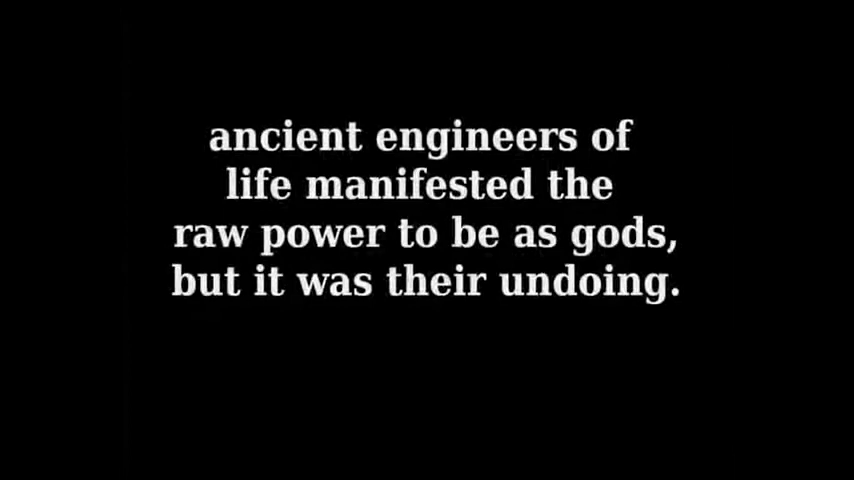 ancient engineers of
life manifested the
raw power to be as gods,
but it was their undoing.